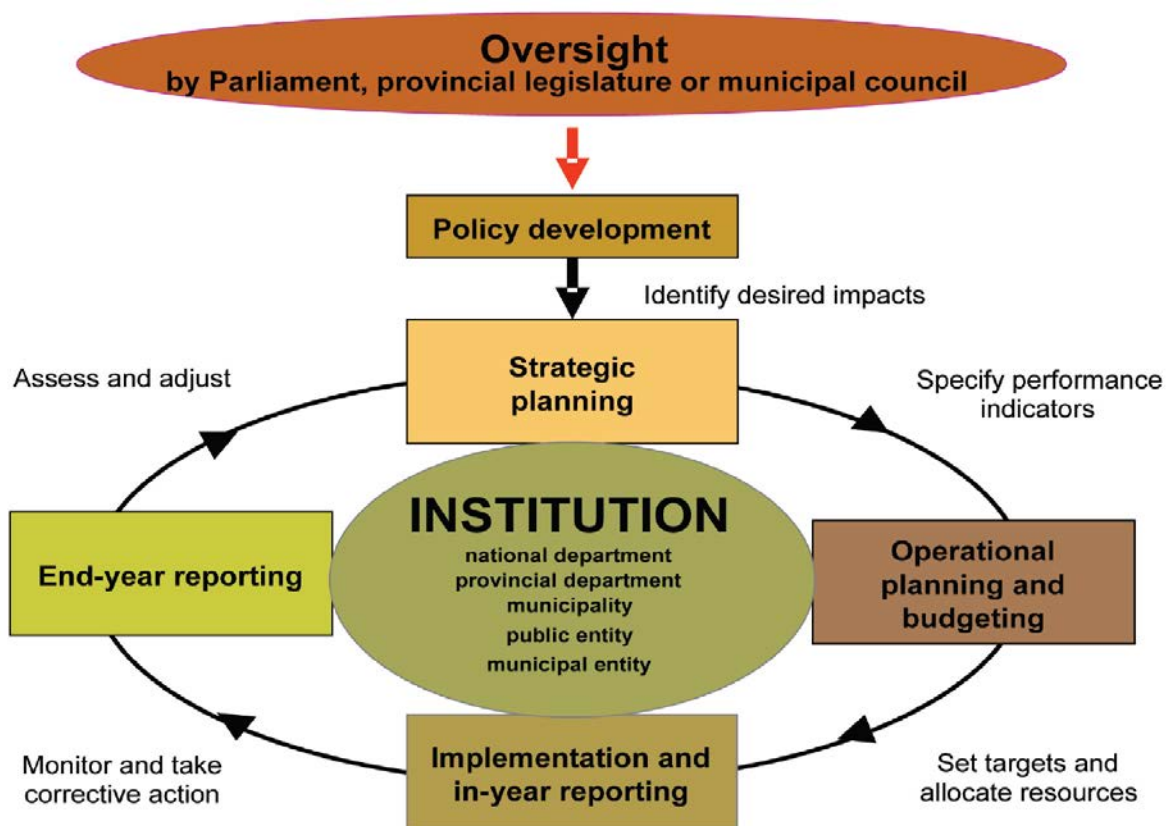 Oversight
by Parliament, provincial legislature or municipal council
Policy development
Identify desired impacts
Strategic
planning
Assess and adjust
Specify performance
indicators
INSTITUTION
national department
provincial department
municipality
public entity
municipal entity
End-year reporting
Operational
planning and
budgeting
Implementation and
in-year reporting
Monitor and take
corrective action
Set targets and
allocate resources